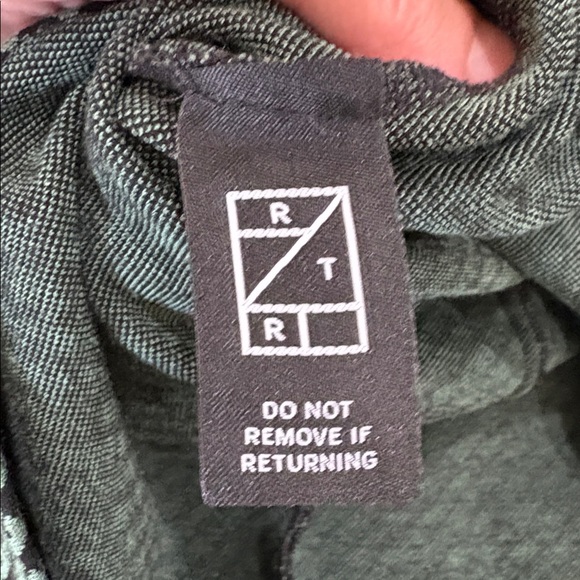 R
T
R
DO NOT
REMOVE IF
RETURNING